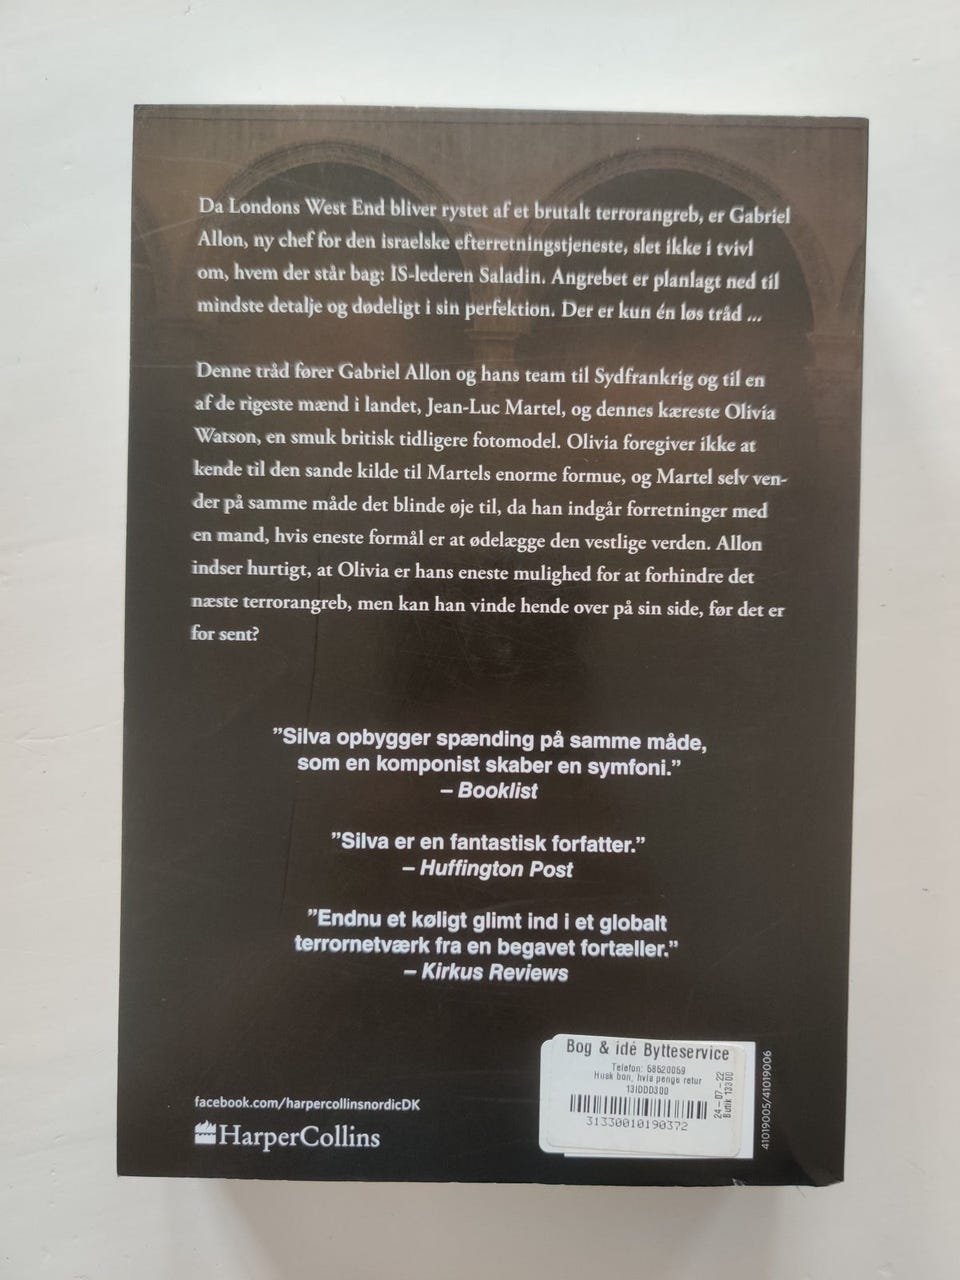 Da Londons West End bliver rystet af et brutalt terrorangreb, er Gabriel
Allon, ny chef for den israelske efterretningstjeneste, slet ikke i tvivl
om, hvem der står bag: IS-lederen Saladin. Angrebet er planlagt ned til
mindste detalje og dødeligt i sin perfektion. Der er kun én løs tråd ...
Denne tråd fører Gabriel Allon og hans team til Sydfrankrig og til en
af de rigeste mænd i landet, Jean-Luc Martel, og dennes kæreste Olivia
Watson, en smuk britisk tidligere fotomodel. Olivia foregiver ikke at
kende til den sande kilde til Martels enorme formue, og Martel selv ven-
der på samme måde det blinde øje til, da han indgår forretninger med
en mand, hvis eneste formål er at ødelægge den vestlige verden. Allon
indser hurtigt, at Olivia er hans eneste mulighed for at forhindre det
næste terrorangreb, men kan han vinde hende over på sin side, før det er
for sent?
”Silva opbygger spænding på samme måde,
som en komponist skaber en symfoni.”
– Booklist
”Silva er en fantastisk forfatter.”
– Huffington Post
”Endnu et køligt glimt ind i et globalt
terrornetværk fra en begavet fortæller.”
– Kirkus Reviews
facebook.com/harpercollinsnordicDK
HarperCollins
Bog & idé Bytteservice
Telefon: 58520059
Husk bon, hvis penge retur
13IDDD300
31330010190372
24-07-22
Butik 13300
41019005/41019006